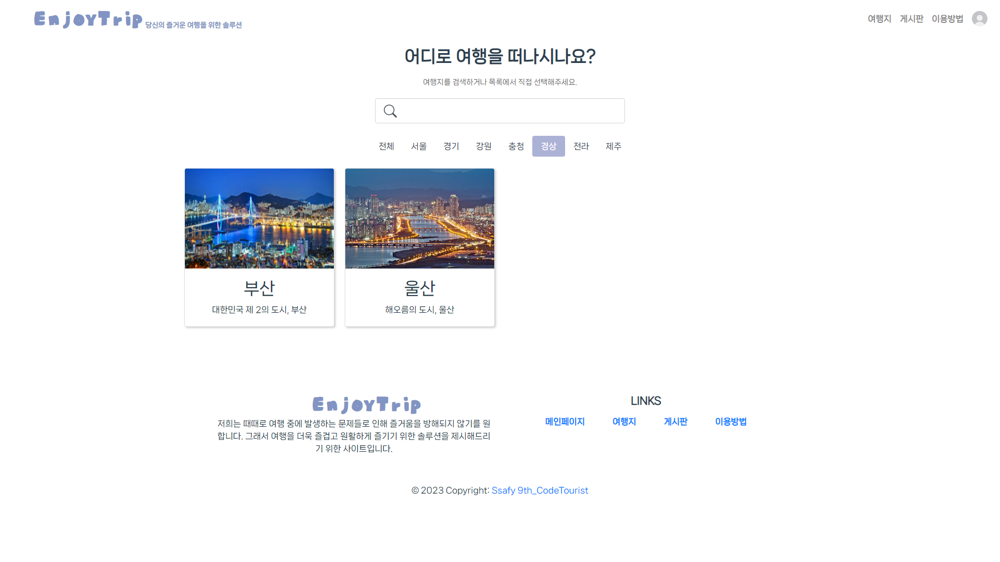 EnjoyTrip 당신의 즐거운 여행을 위한 솔루션
여행지 게시판 이용방법
어디로 여행을 떠나시나요?
여행지를 검색하거나 목록에서 직접 선택해주세요.
전체 서울 경기 강원 충청 경상 전라 제주
부산
대한민국 제 2의 도시, 부산
울산
해오름의 도시, 울산
EnjoyTrip
저희는 때때로 여행 중에 발생하는 문제들로 인해 즐거움을 방해되지 않기를 원
합니다. 그래서 여행을 더욱 즐겁고 원활하게 즐기기 위한 솔루션을 제시해드리
기 위한 사이트입니다.
LINKS
메인페이지 여행지 게시판 이용방법
© 2023 Copyright: Ssafy 9th_CodeTourist